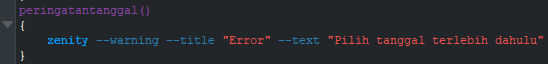 peringatantanggal()
{
zenity --warning --title "Error" --text "Pilih tanggal terlebih dahulu"
}